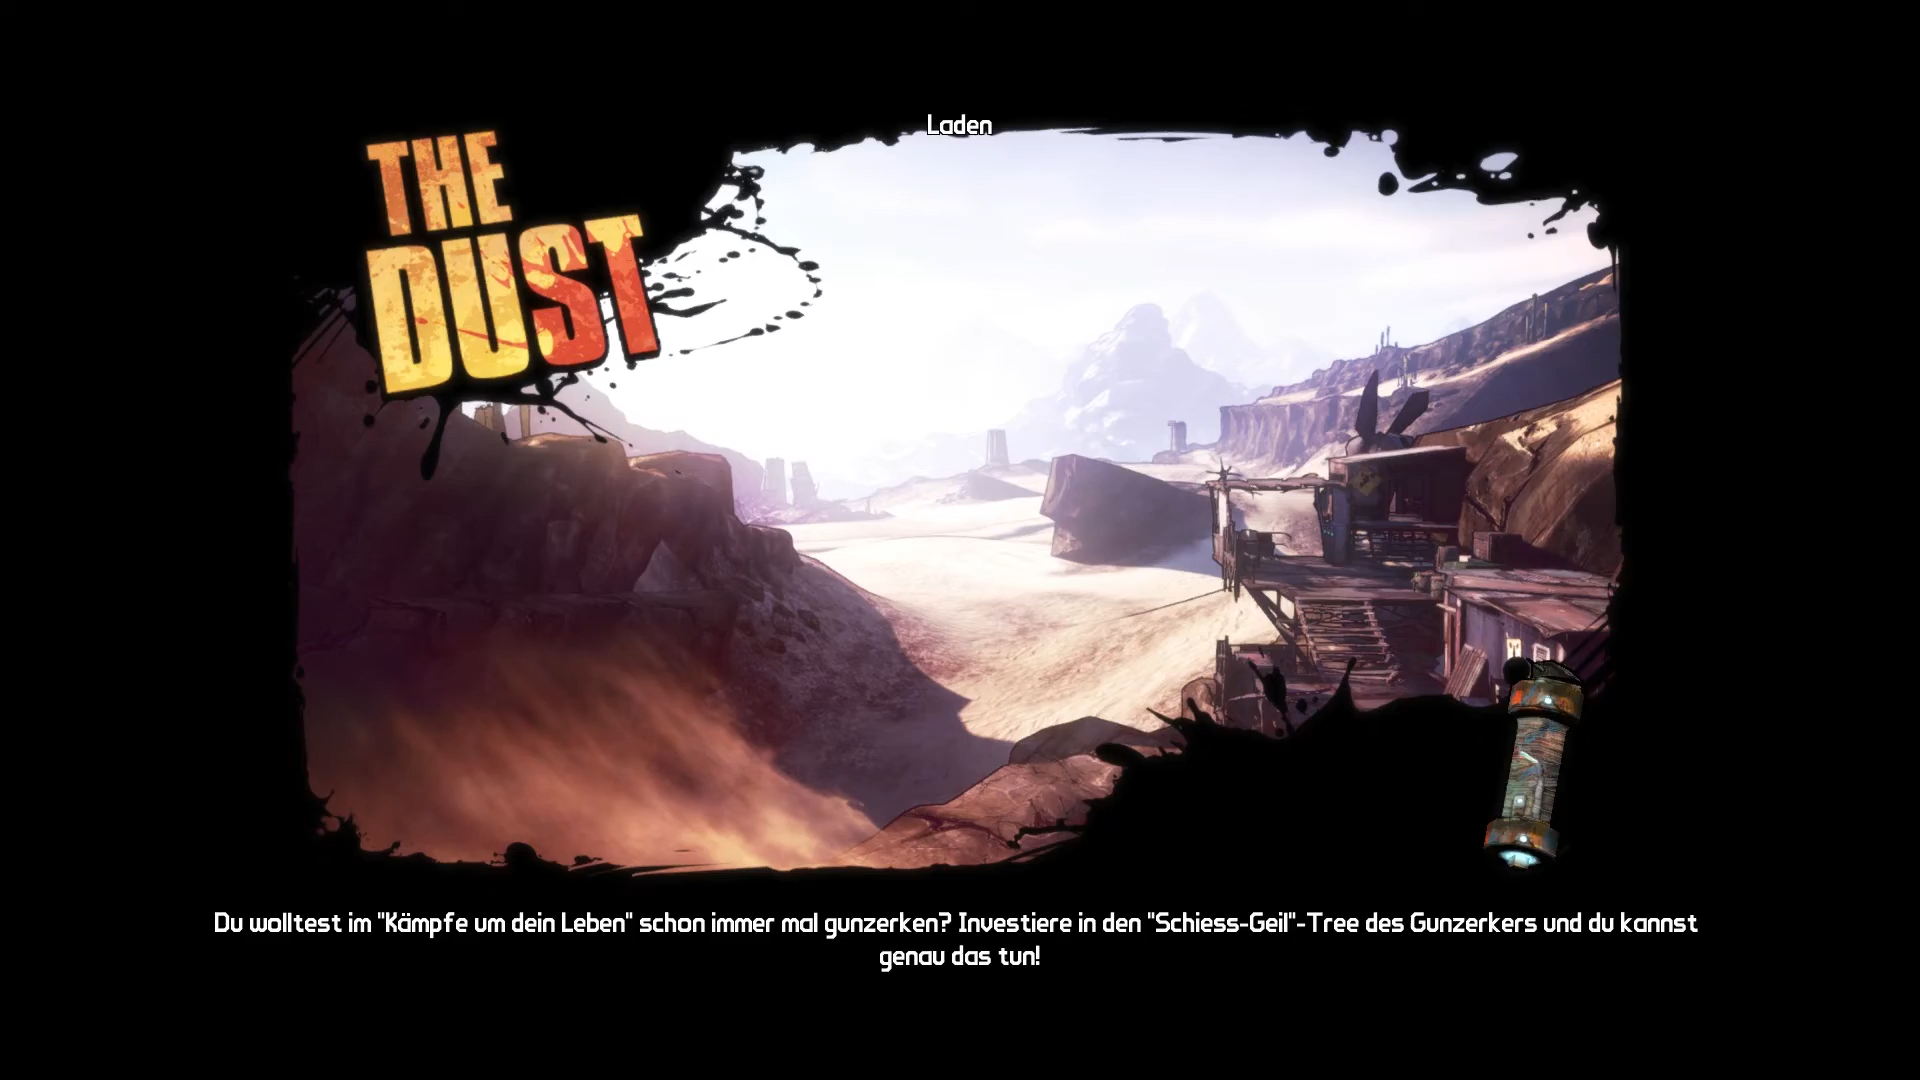 Laden
THE
DUST
Du wolltest im "Kämpfe um dein Leben" schon immer mal gunzerken? Investiere in den "Schiess-Geil"-Tree des Gunzerkers und du kannst
genau das tun!